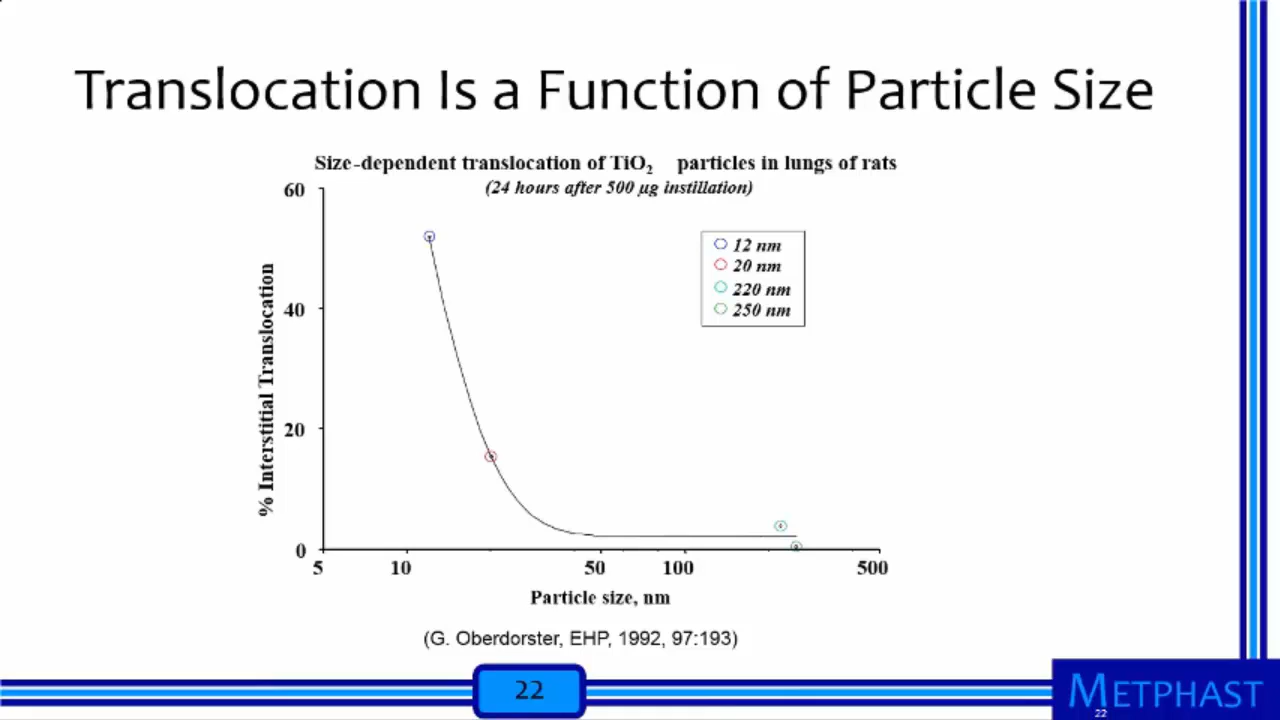 Translocation Is a Function of Particle Size
Size-dependent translocation of TiO2 particles in lungs of rats
(24 hours after 500 µg instillation)
60
40
20
0
% Interstitial Translocation
12 nm
20 nm
220 nm
250 nm
5 10 50 100 500
Particle size, nm
(G. Oberdorster, EHP, 1992, 97:193)
22
METPHAST
22